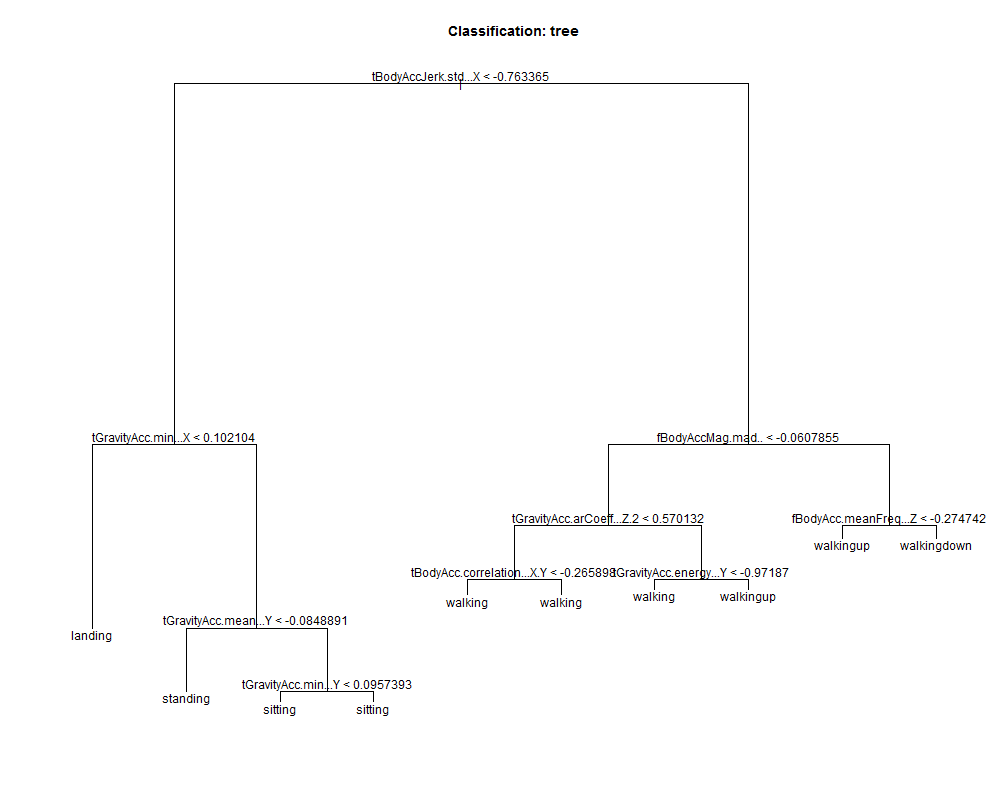 Classification: tree
tBodyAccJerk.std...X < -0.763365
tGravityAcc.min...X < 0.102104
fBodyAccMag.mad.. < -0.0607855
tGravityAcc.arCoeff...Z.2 < 0.570132
fBodyAcc.meanFreq...Z < -0.274742
walkingup
walkingdown
tBodyAcc.correlation...X.Y < -0.265898
tGravityAcc.energy...Y < -0.97187
walking
walking
walking
walkingup
tGravityAcc.mean...Y < -0.0848891
landing
tGravityAcc.min...Y < 0.0957393
standing
sitting
sitting